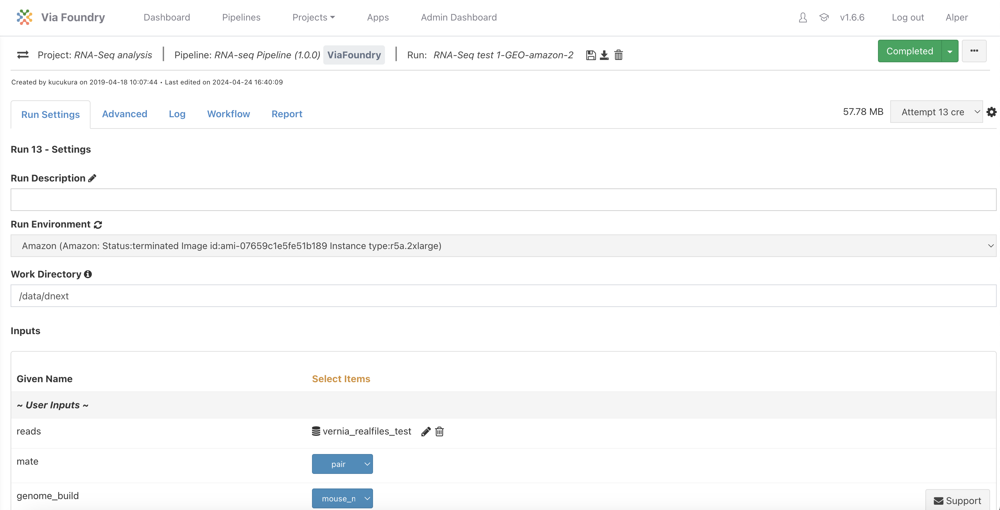 Via Foundry Dashboard Pipelines Projects Apps Admin Dashboard v1.6.6 Log out Alper
Project: RNA-Seq analysis | Pipeline: RNA-seq Pipeline (1.0.0) ViaFoundry | Run: RNA-Seq test 1-GEO-amazon-2 Completed ...
Created by kucukura on 2019-04-18 10:07:44 • Last edited on 2024-04-24 16:40:09
Run Settings Advanced Log Workflow Report 57.78 MB Attempt 13 cre
Run 13 - Settings
Run Description
Run Environment
Amazon (Amazon: Status:terminated Image id:ami-07659c1e5fe51b189 Instance type:r5a.2xlarge)
Work Directory
/data/dnext
Inputs
Given Name Select Items
~ User Inputs ~
reads vernia_realfiles_test
mate pair
genome_build mouse_n
Support